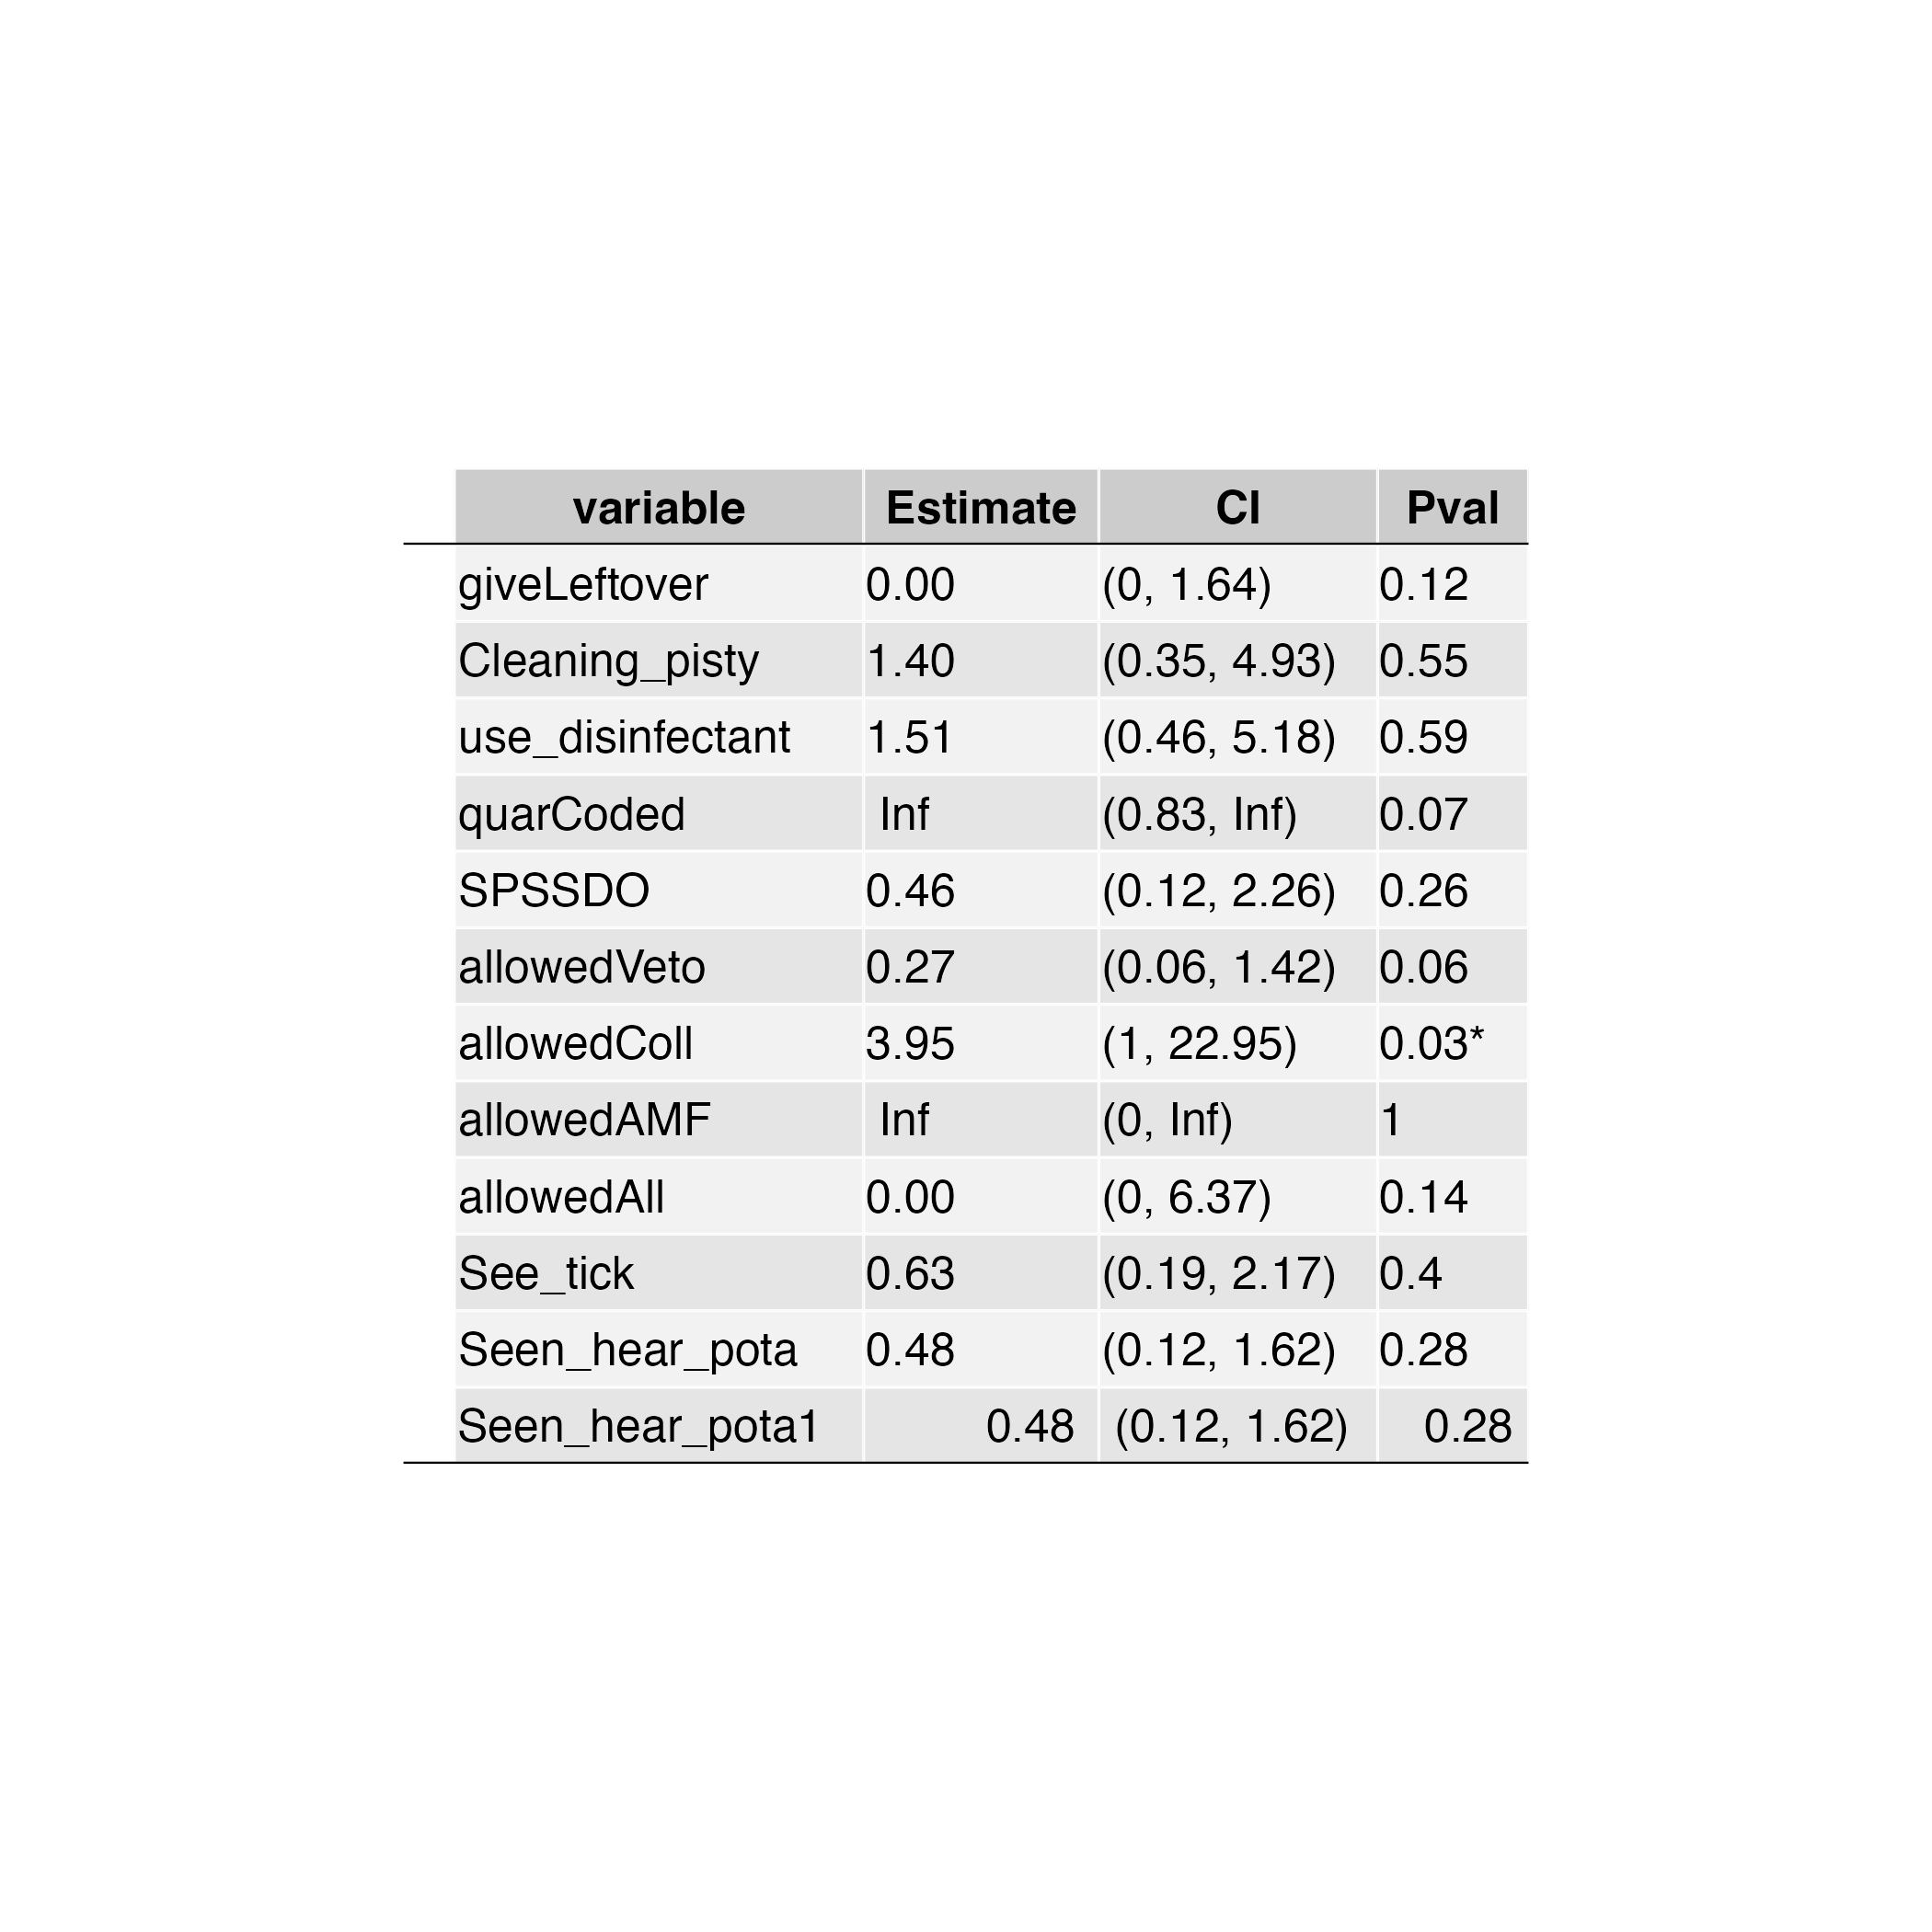 variable Estimate CI Pval
giveLeftover 0.00 (0, 1.64) 0.12
Cleaning_pisty 1.40 (0.35, 4.93) 0.55
use_disinfectant 1.51 (0.46, 5.18) 0.59
quarCoded Inf (0.83, Inf) 0.07
SPSSDO 0.46 (0.12, 2.26) 0.26
allowedVeto 0.27 (0.06, 1.42) 0.06
allowedColl 3.95 (1, 22.95) 0.03*
allowedAMF Inf (0, Inf) 1
allowedAll 0.00 (0, 6.37) 0.14
See_tick 0.63 (0.19, 2.17) 0.4
Seen_hear_pota 0.48 (0.12, 1.62) 0.28
Seen_hear_pota1 0.48 (0.12, 1.62) 0.28